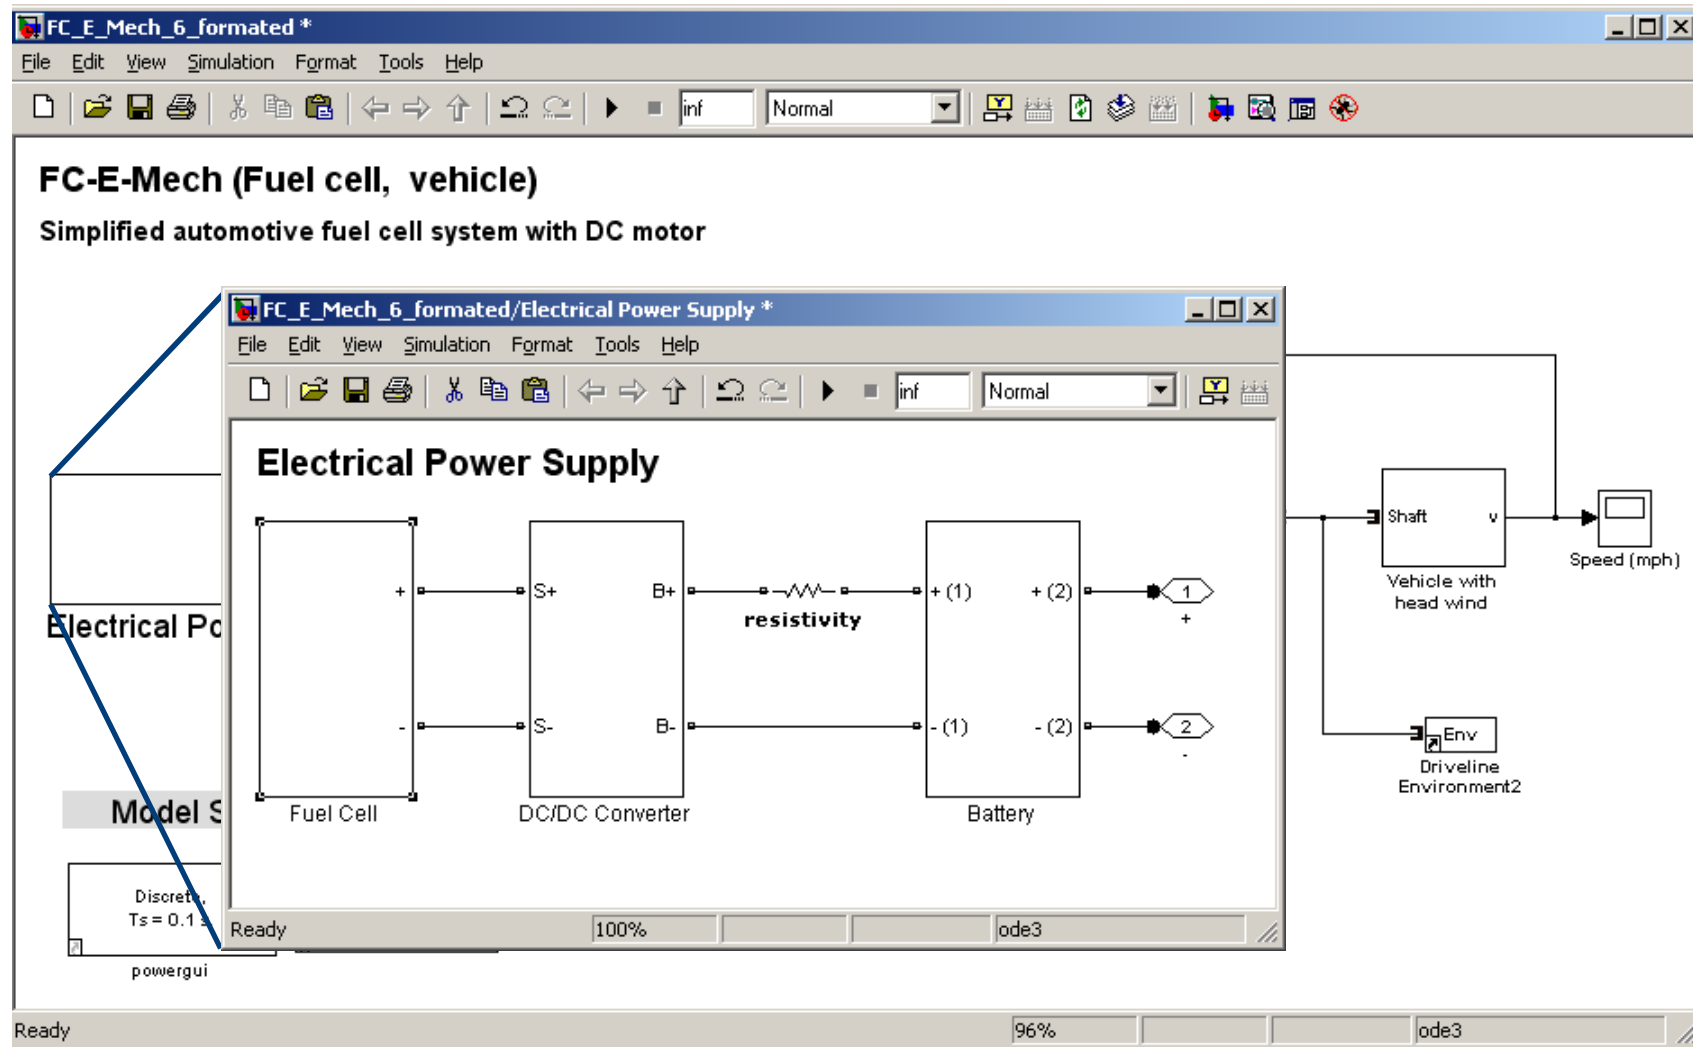 FC_E_Mech_6_formated *
File Edit View Simulation Format Tools Help
inf Normal
FC-E-Mech (Fuel cell, vehicle)
Simplified automotive fuel cell system with DC motor
FC_E_Mech_6_formated/Electrical Power Supply *
File Edit View Simulation Format Tools Help
inf Normal
Electrical Power Supply
+ S+ B+ + (1) + (2) 1
+
resistivity
- S- B- - (1) - (2) 2
-
Fuel Cell DC/DC Converter Battery
Ready 100% ode3
Shaft v
Vehicle with
head wind
Speed (mph)
Env
Driveline
Environment2
Electrical Po
Model S
Discrete,
Ts = 0.1 s
powergui
Ready 96% ode3